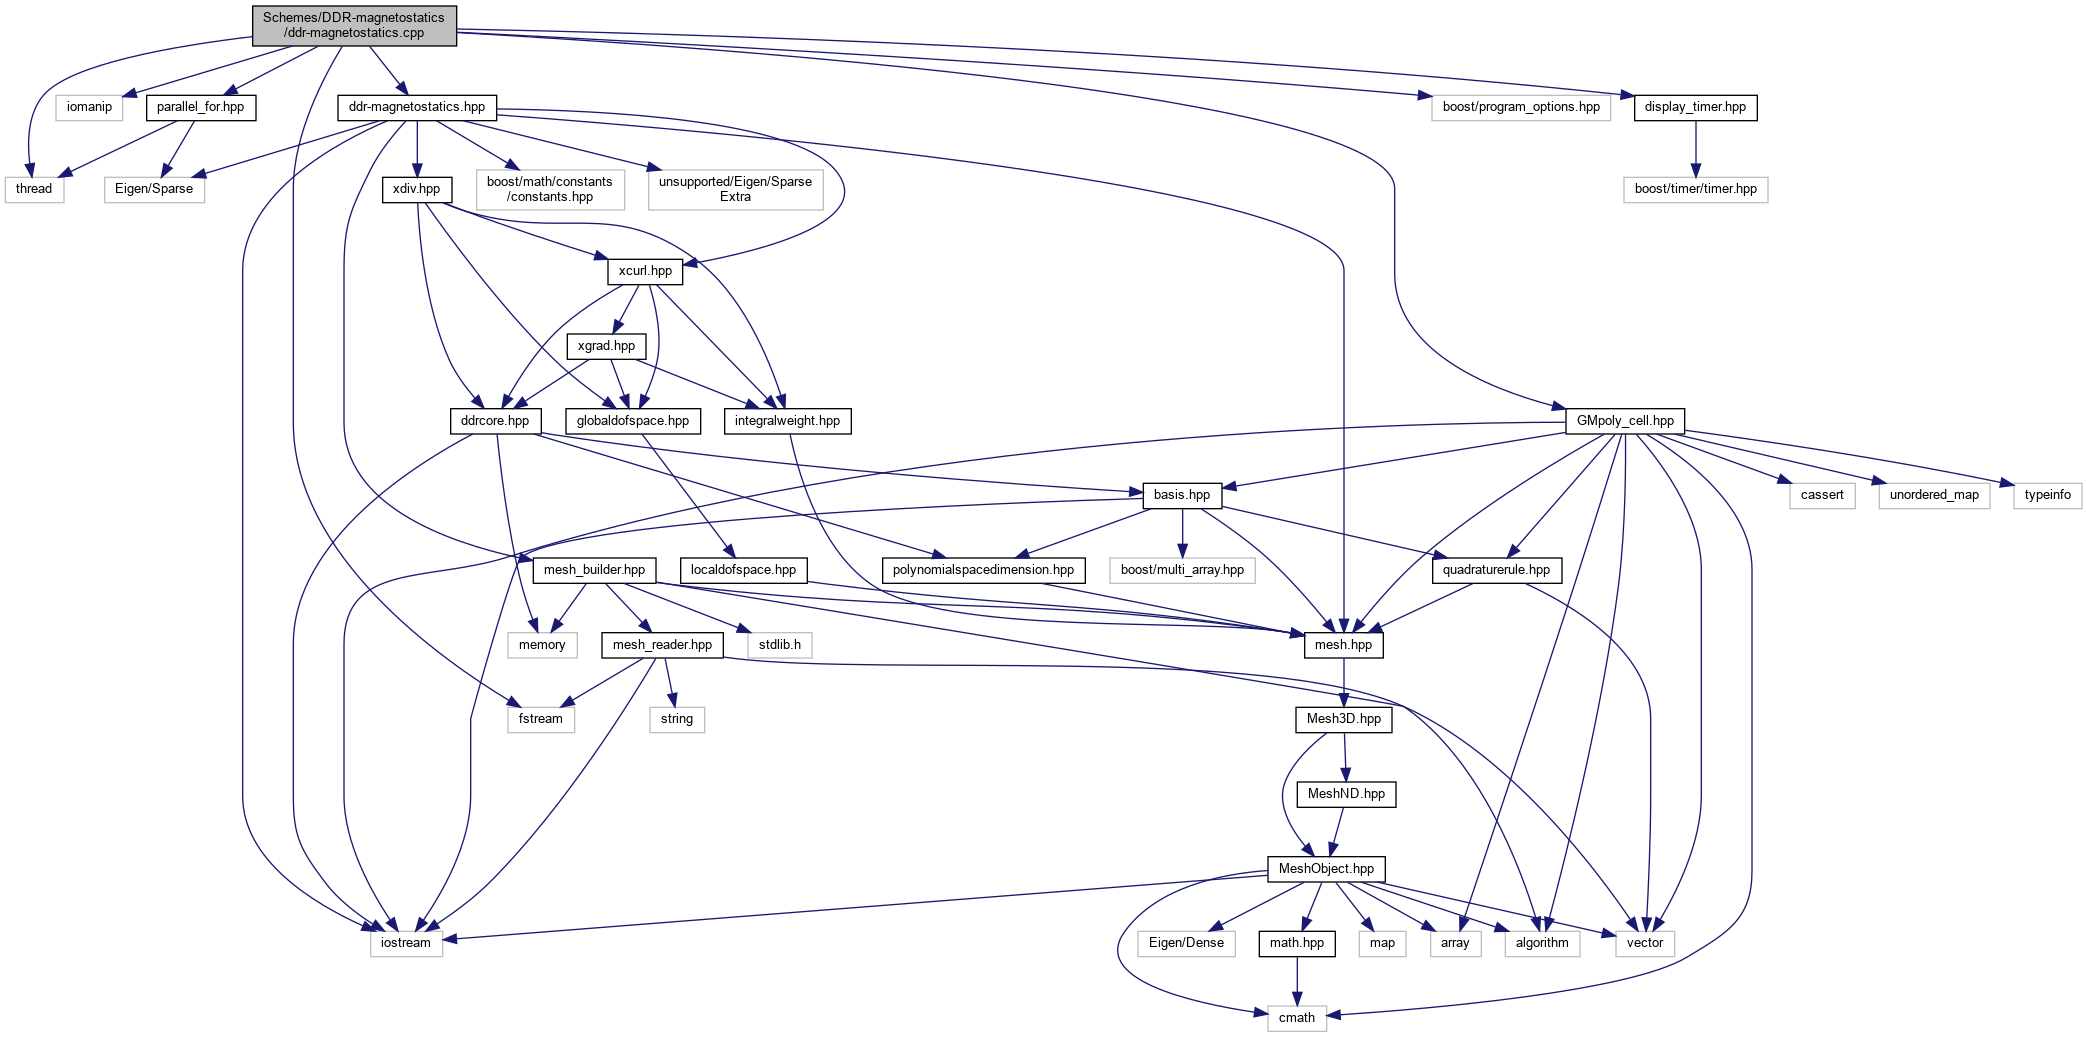 Schemes/DDR-magnetostatics
/ddr-magnetostatics.cpp
iomanip
parallel_for.hpp
ddr-magnetostatics.hpp
boost/program_options.hpp
display_timer.hpp
thread
Eigen/Sparse
xdiv.hpp
boost/math/constants
/constants.hpp
unsupported/Eigen/Sparse
Extra
boost/timer/timer.hpp
xcurl.hpp
xgrad.hpp
ddrcore.hpp
globaldofspace.hpp
integralweight.hpp
GMpoly_cell.hpp
basis.hpp
cassert
unordered_map
typeinfo
mesh_builder.hpp
localdofspace.hpp
polynomialspacedimension.hpp
boost/multi_array.hpp
quadraturerule.hpp
memory
mesh_reader.hpp
stdlib.h
mesh.hpp
fstream
string
Mesh3D.hpp
MeshND.hpp
MeshObject.hpp
iostream
Eigen/Dense
math.hpp
map
array
algorithm
vector
cmath